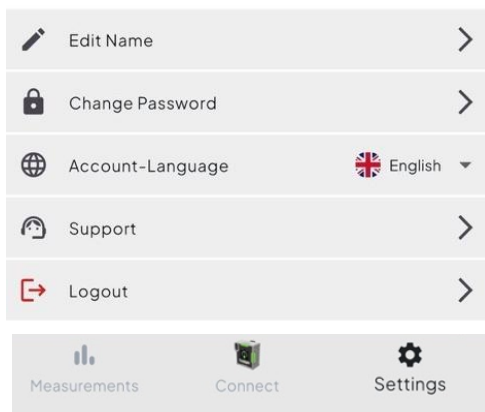 Edit Name
Change Password
Account-Language English
Support
Logout
Measurements Connect Settings